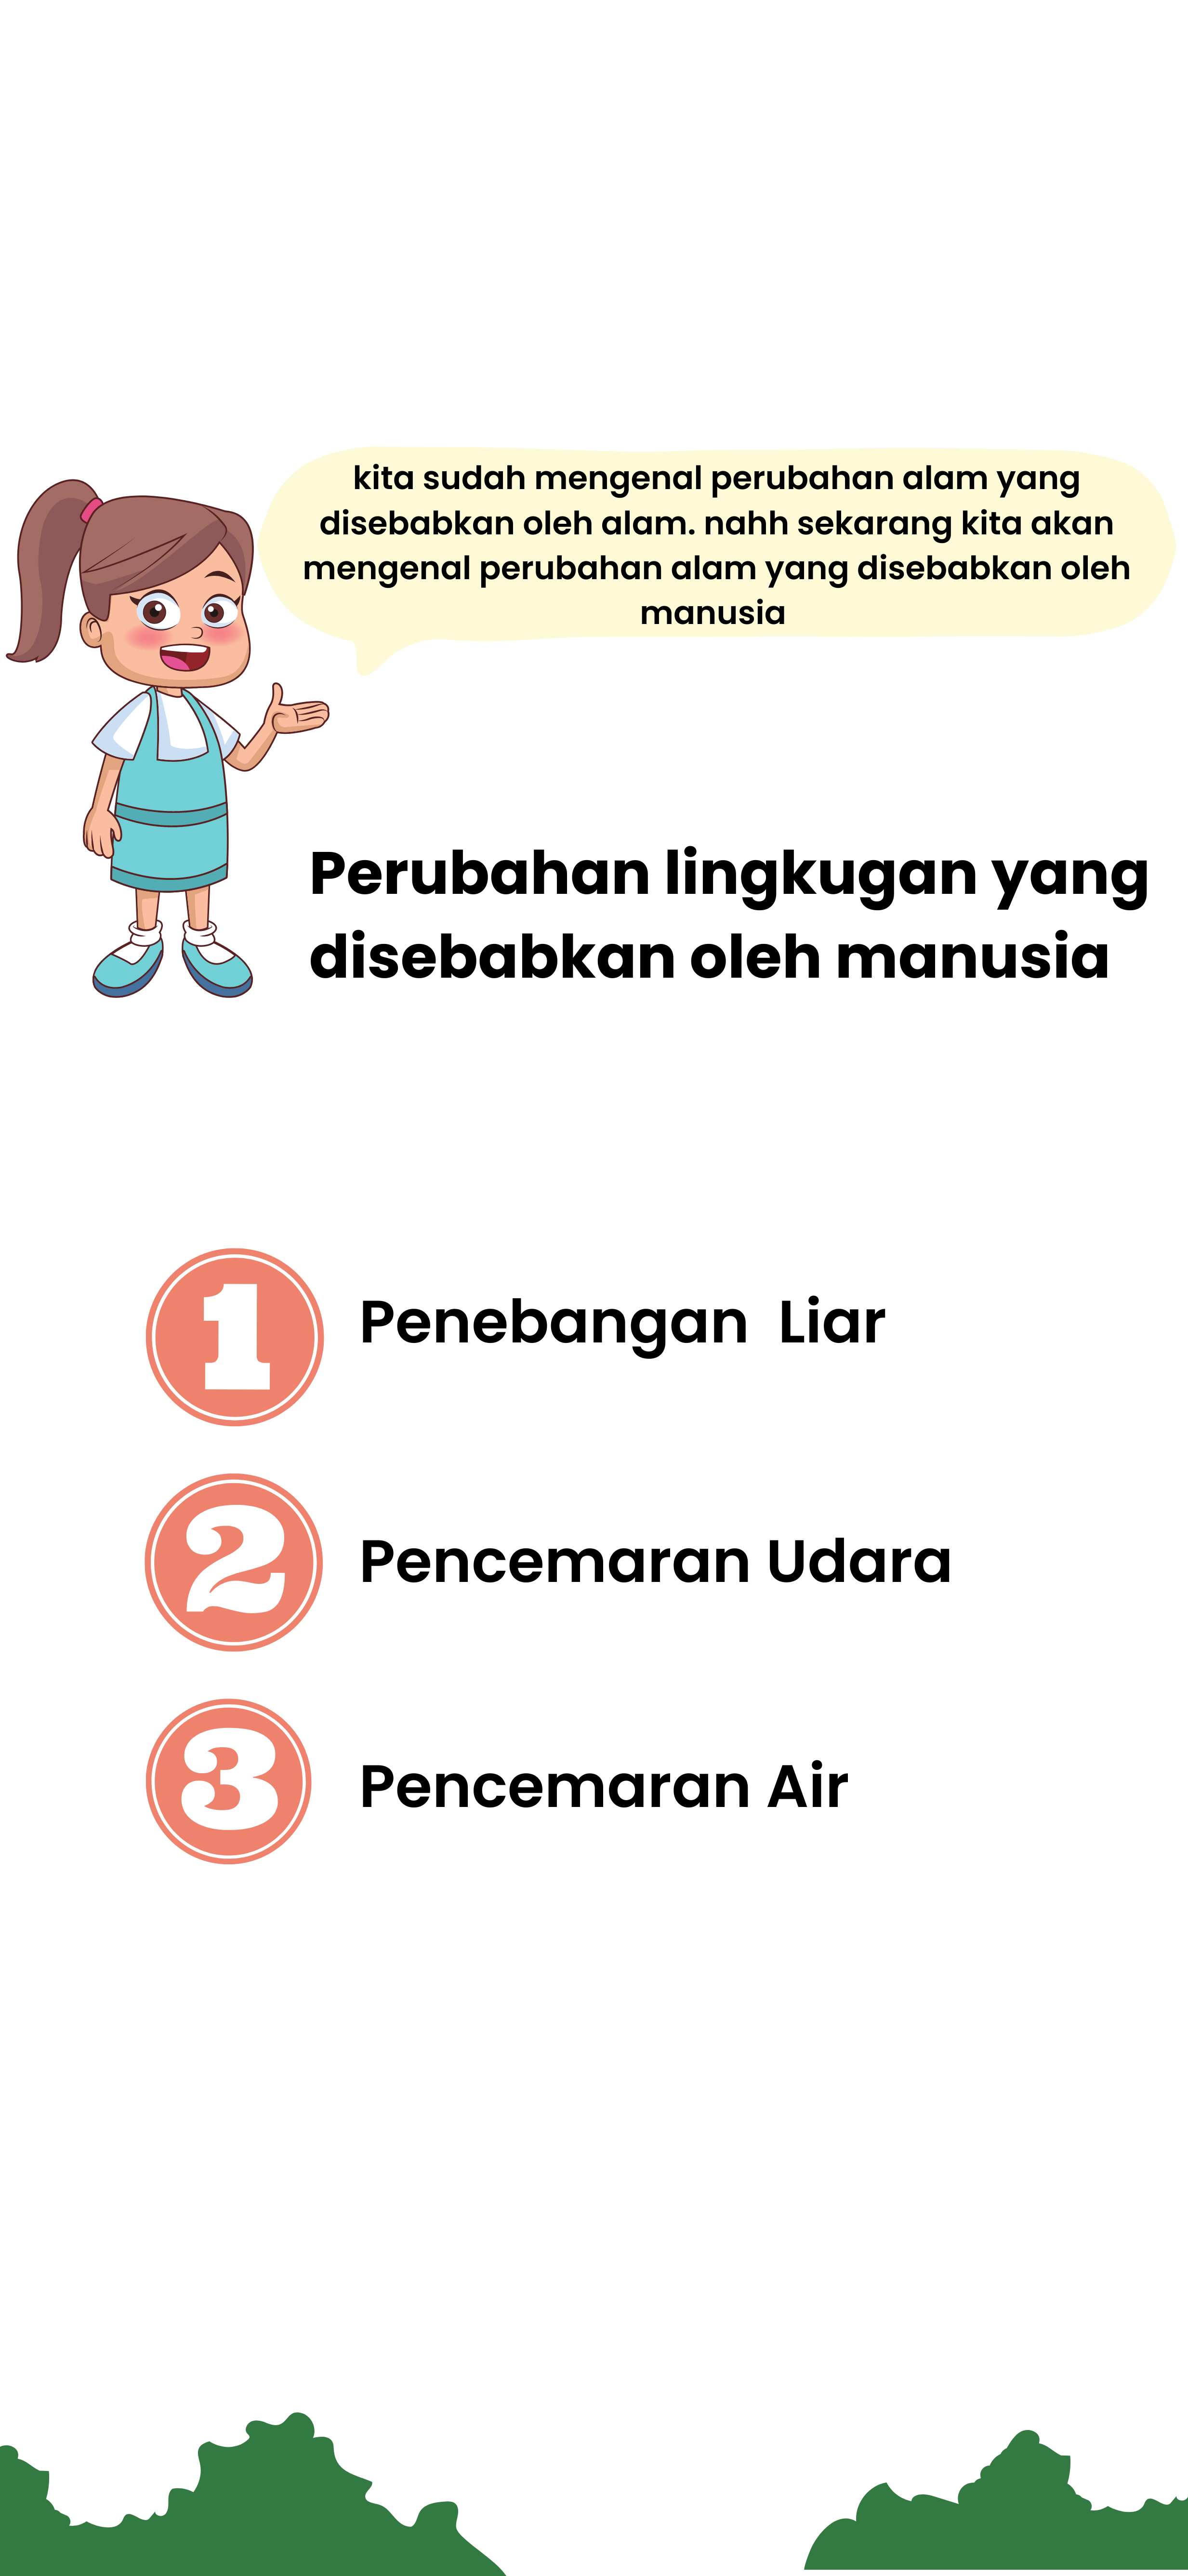 kita sudah mengenal perubahan alam yang
disebabkan oleh alam. nahh sekarang kita akan
mengenal perubahan alam yang disebabkan oleh
manusia
Perubahan lingkugan yang
disebabkan oleh manusia
1 Penebangan Liar
2 Pencemaran Udara
3 Pencemaran Air